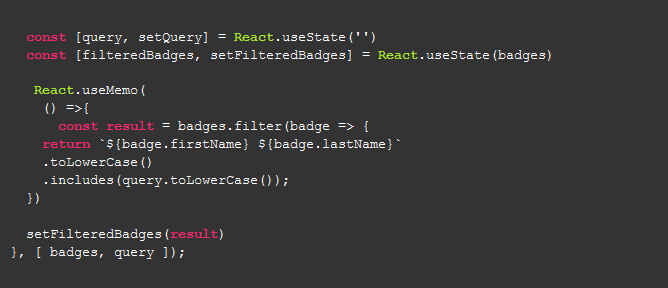 const [query, setQuery] = React.useState('')
const [filteredBadges, setFilteredBadges] = React.useState(badges)
React.useMemo(
() =>{
const result = badges.filter(badge => {
return `${badge.firstName} ${badge.lastName}`
.toLowerCase()
.includes(query.toLowerCase());
})
setFilteredBadges(result)
}, [ badges, query ]);